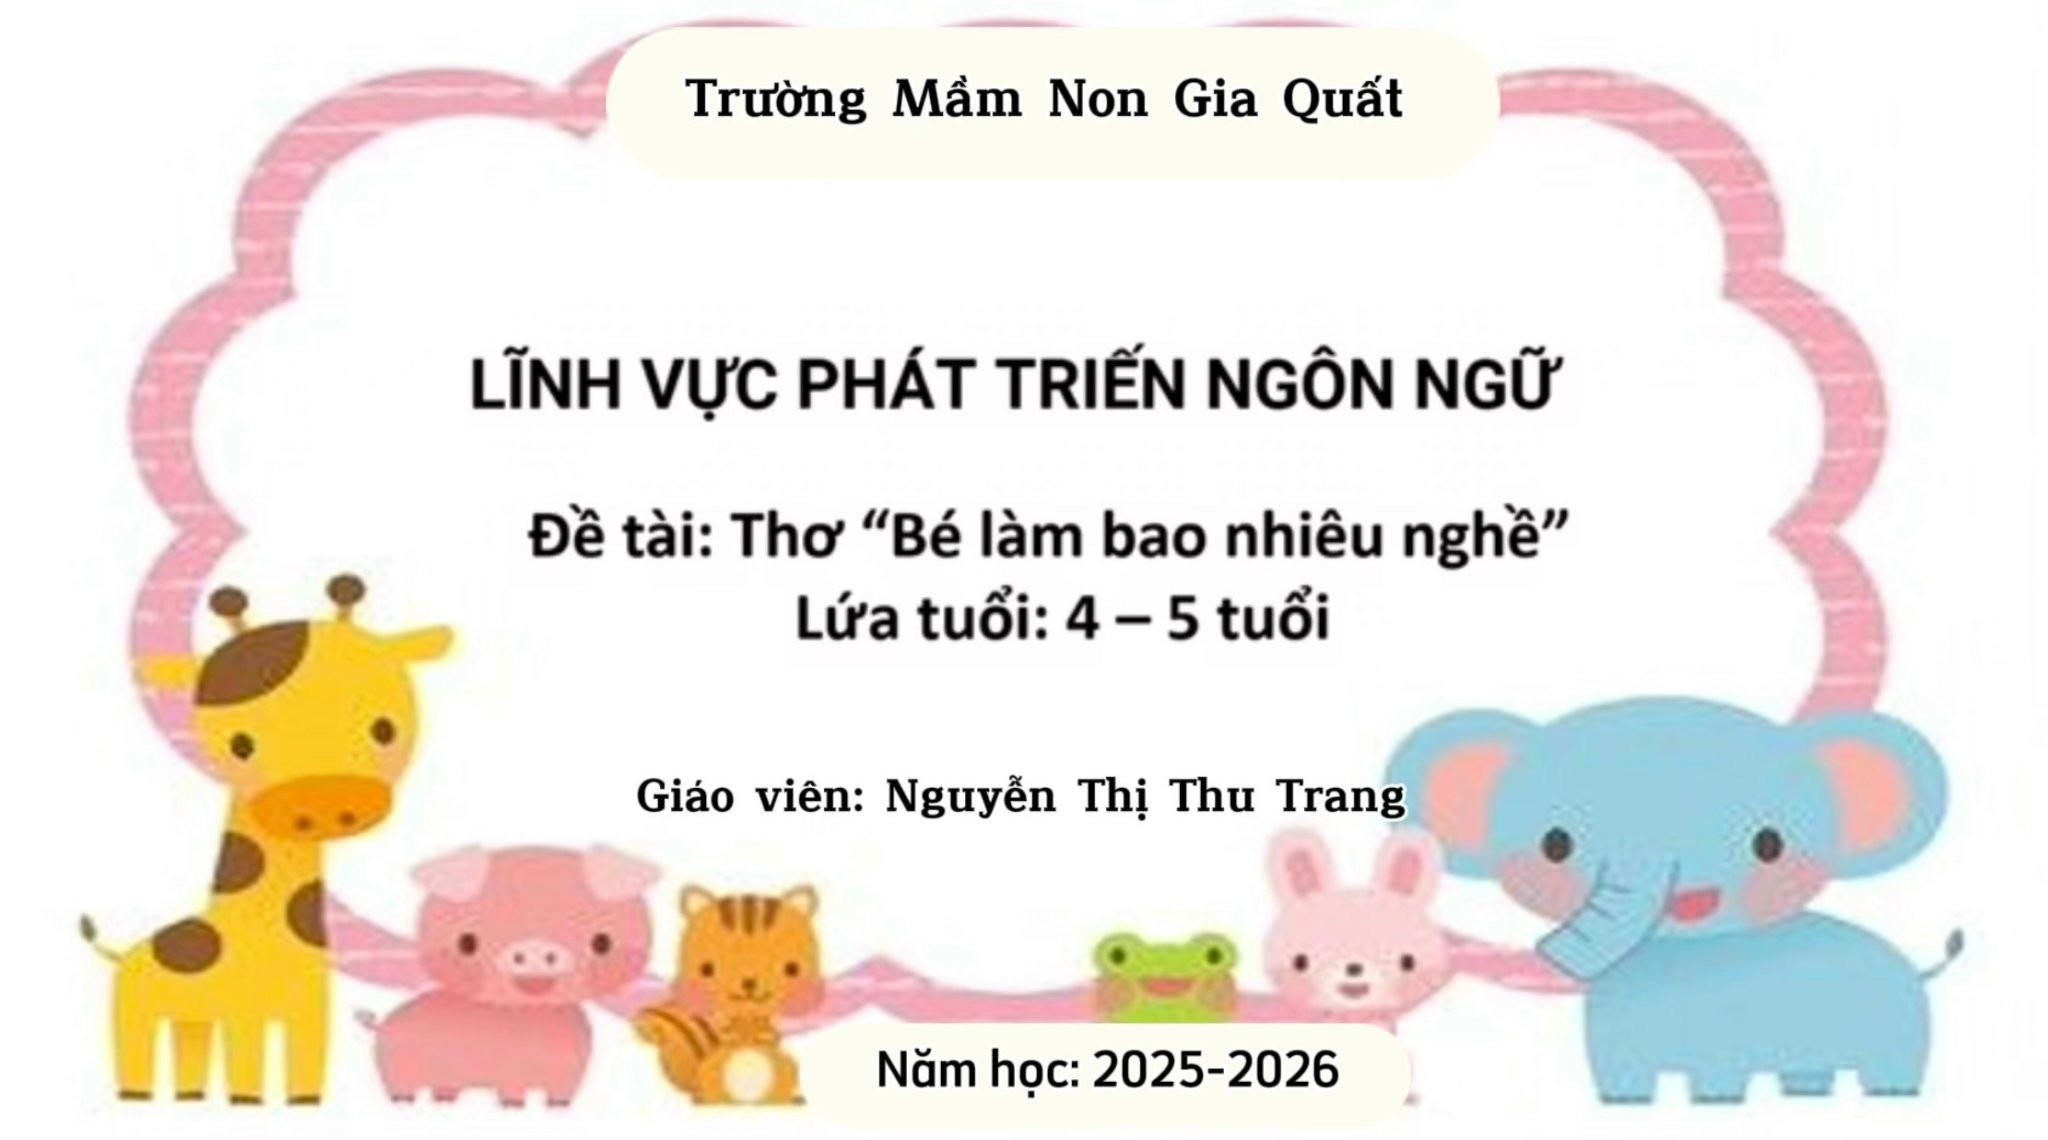 Trường Mầm Non Gia Quất
LĨNH VỰC PHÁT TRIỂN NGÔN NGỮ
Đề tài: Thơ “Bé làm bao nhiêu nghề”
Lứa tuổi: 4 – 5 tuổi
Giáo viên: Nguyễn Thị Thu Trang
Năm học: 2025-2026